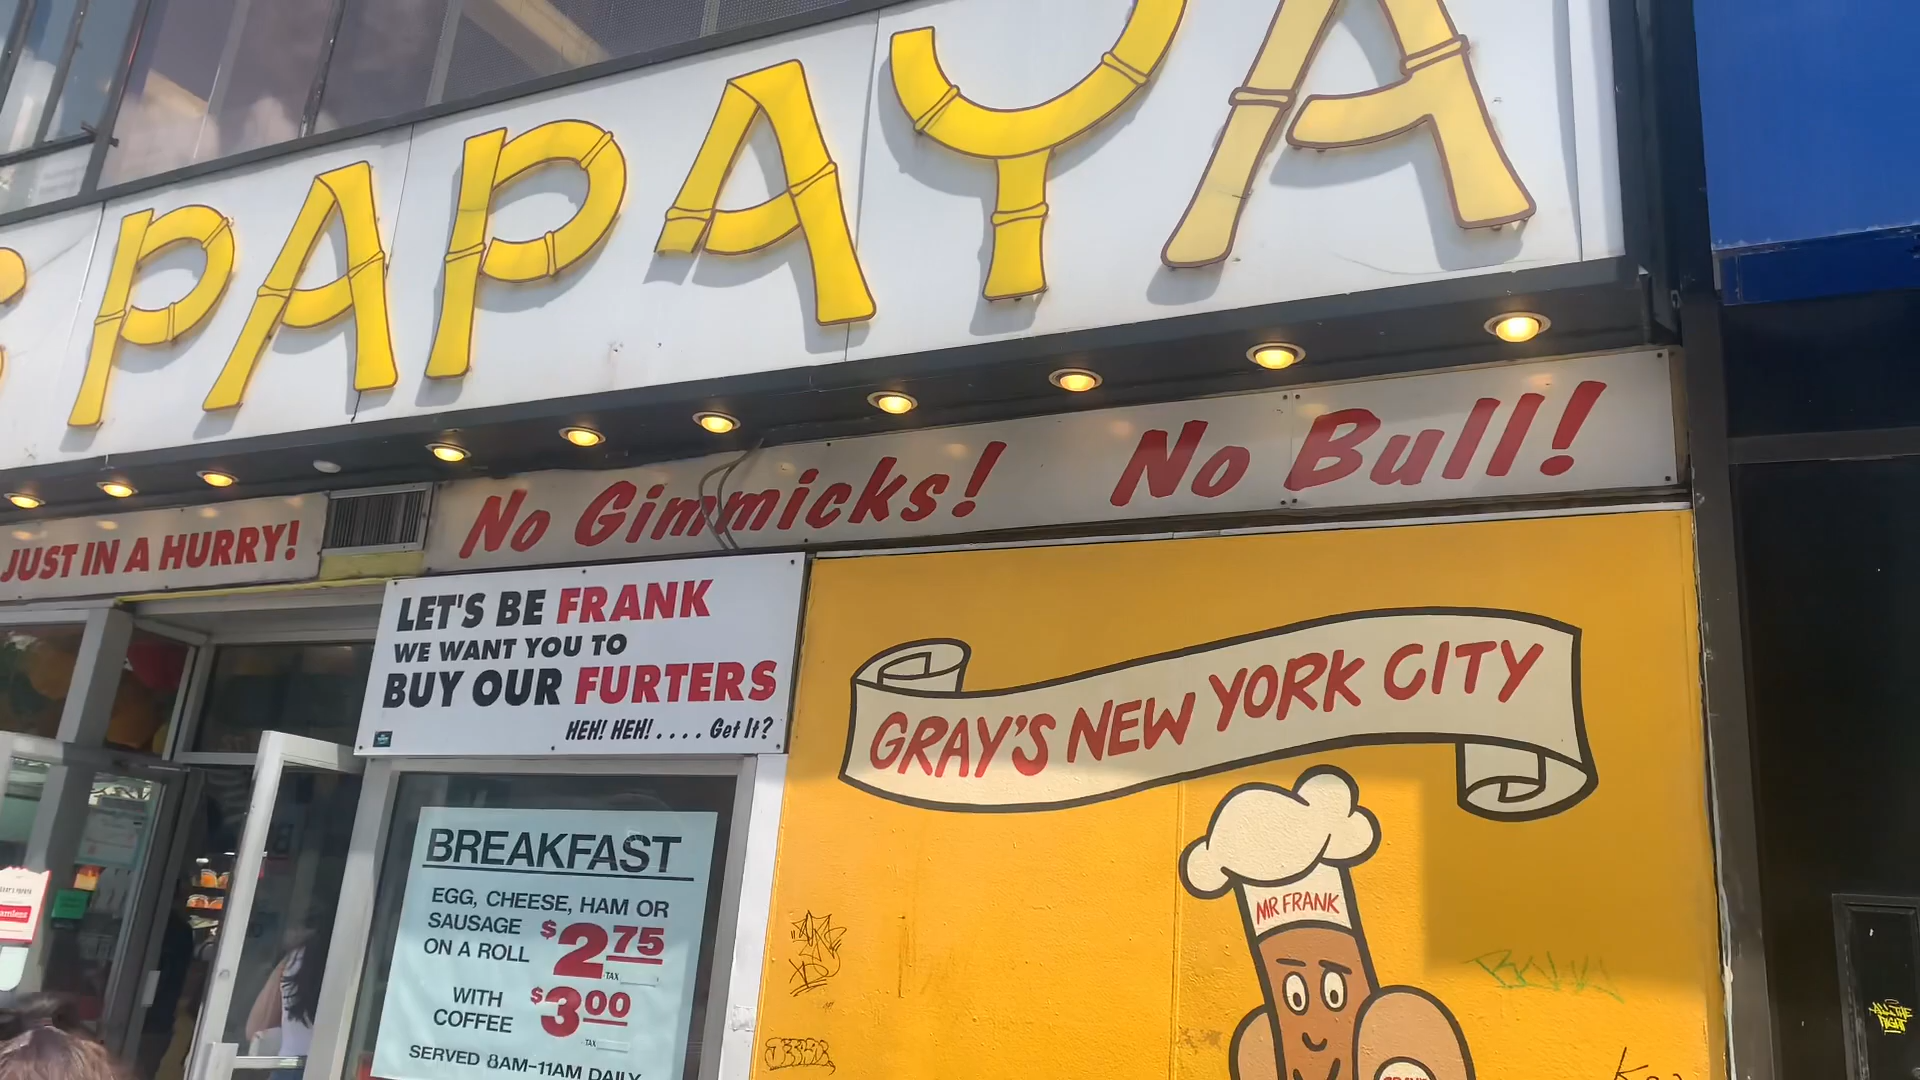 PAPAYA
JUST IN A HURRY!
No Gimmicks! No Bull!
LET'S BE FRANK
WE WANT YOU TO
BUY OUR FURTERS
HEH! HEH!.... Get It?
GRAY'S NEW YORK CITY
MR FRANK
BREAKFAST
EGG, CHEESE, HAM OR
SAUSAGE
ON A ROLL
$2.75
TAX
WITH
COFFEE
$3.00
TAX
SERVED 8AM-11AM DAILY